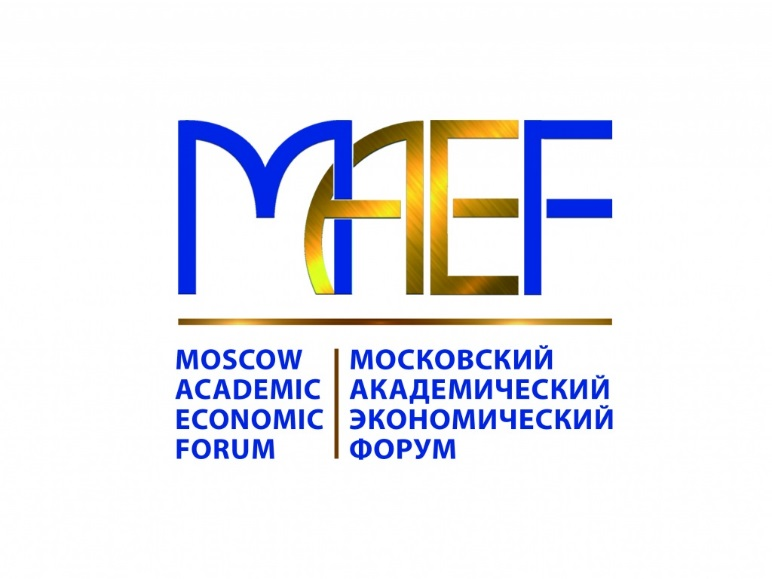 MAEF
MOSCOW
ACADEMIC
ECONOMIC
FORUM
МОСКОВСКИЙ
АКАДЕМИЧЕСКИЙ
ЭКОНОМИЧЕСКИЙ
ФОРУМ